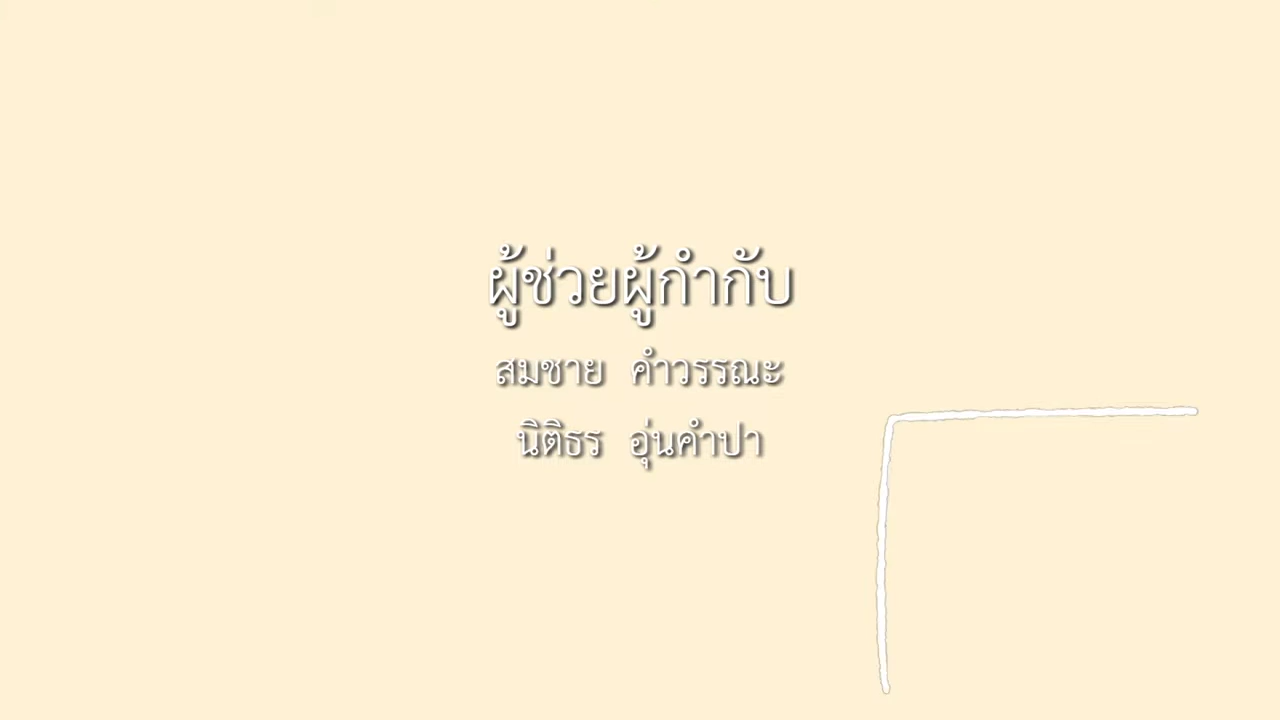 ผู้ช่วยผู้กำกับ
สมชาย คำวรรณะ
นิติธร อุ่นคำปา